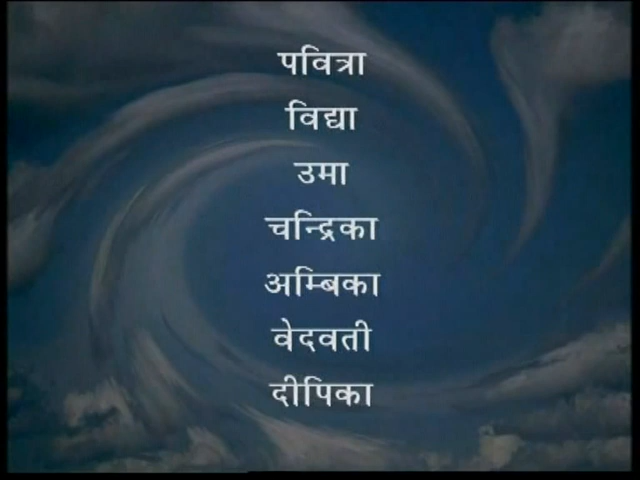 पवित्रा
विद्या
उमा
चन्द्रिका
अम्बिका
वेदवती
दीपिका